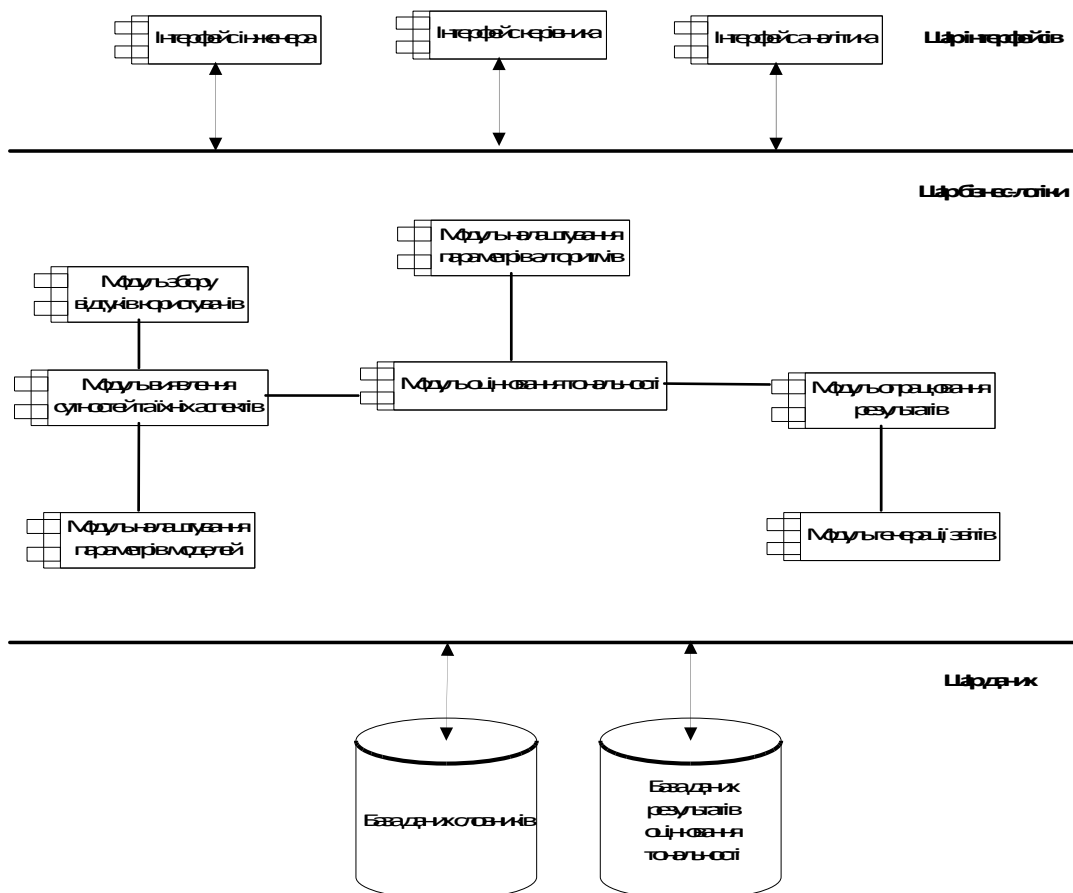 Інтерфейс інженера
Інтерфейс керівника
Інтерфейс аналітика
Шар інтерфейсів
Шар бізнес-логіки
Модуль налаштування
параметрів алгоритмів
Модуль збору
відгуків користувачів
Модуль виявлення
сутностей та їхніх аспектів
Модуль оцінювання тональності
Модуль опрацювання
результатів
Модуль налаштування
параметрів моделей
Модуль генерації звітів
Шар даних
База даних словників
База даних
результатів
оцінювання
тональності